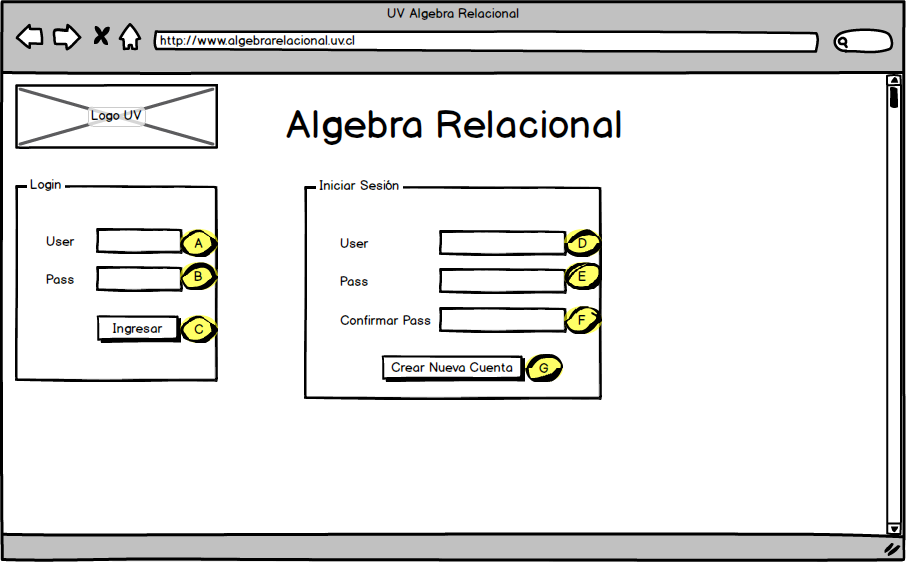 UV Algebra Relacional
http://www.algebrarelacional.uv.cl
Logo UV
Algebra Relacional
Login
User A
Pass B
Ingresar C
Iniciar Sesión
User D
Pass E
Confirmar Pass F
Crear Nueva Cuenta G